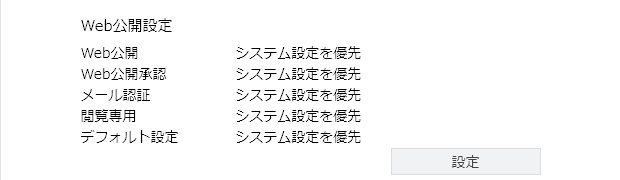 Web公開設定
Web公開 システム設定を優先
Web公開承認 システム設定を優先
メール認証 システム設定を優先
閲覧専用 システム設定を優先
デフォルト設定 システム設定を優先
設定